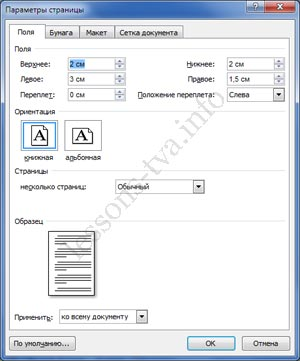 Параметры страницы
Поля Бумага Макет Сетка документа
Поля
Верхнее: 2 см Нижнее: 2 см
Левое: 3 см Правое: 1,5 см
Переплет: 0 см Положение переплета: Слева
Ориентация
A A
книжная альбомная
Страницы
несколько страниц: Обычный
Образец
Применить: ко всему документу
По умолчанию... ОК Отмена
lessons-tva.info